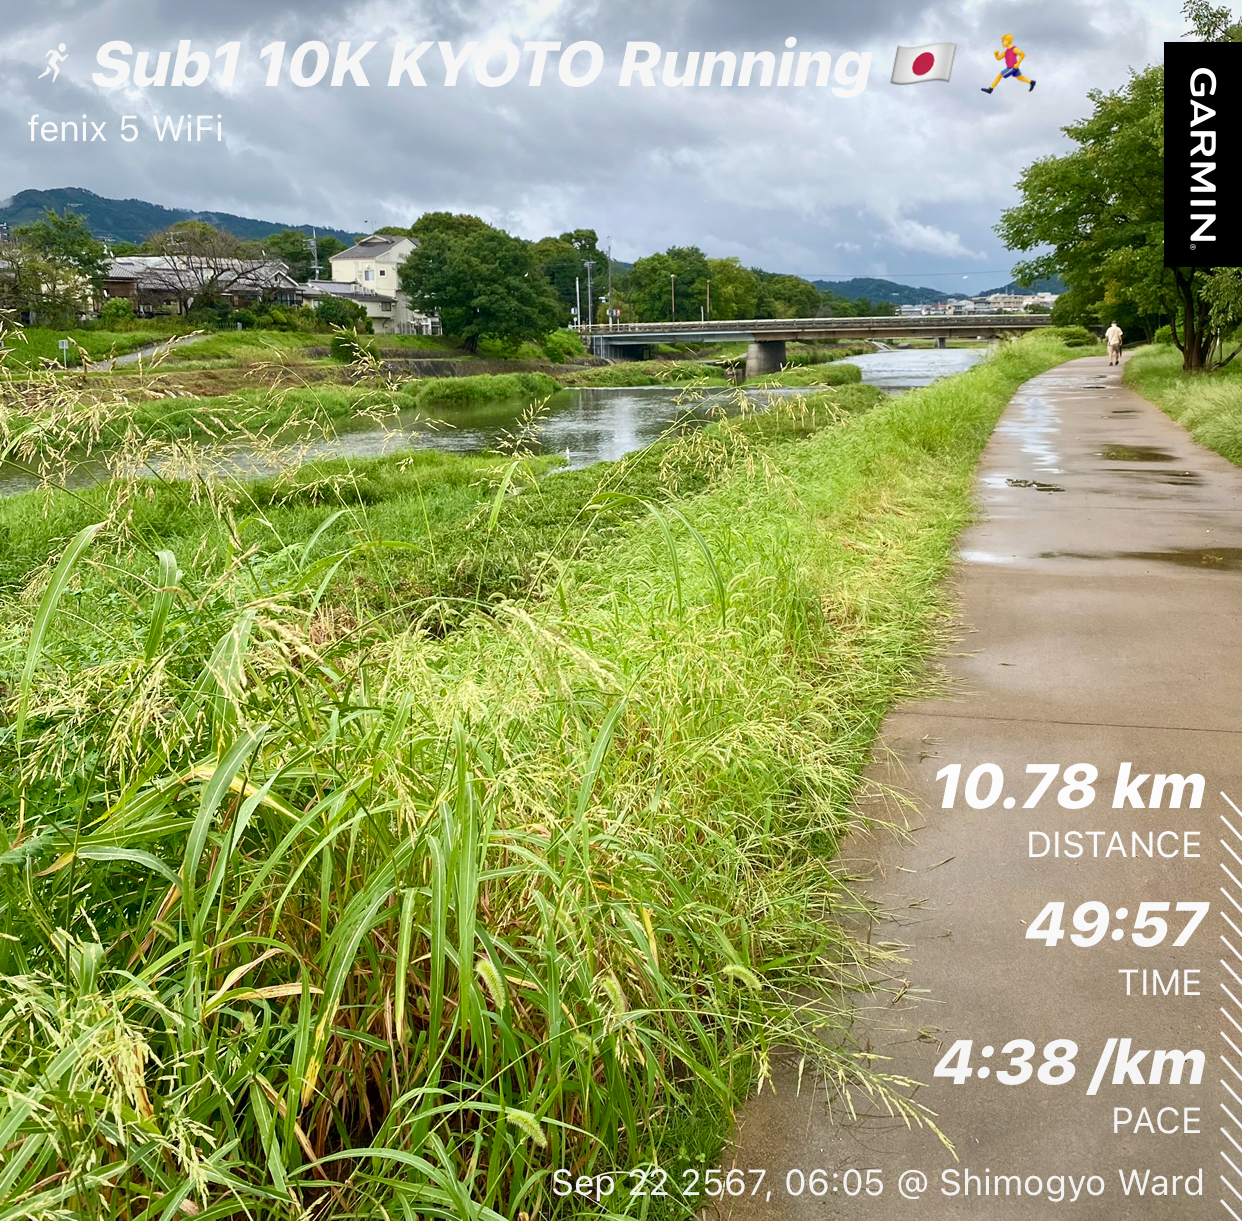 Sub1 10K KYOTO Running 🇯🇵 🏃
fenix 5 WiFi
GARMIN®
10.78 km
DISTANCE
49:57
TIME
4:38 /km
PACE
Sep 22 2567, 06:05 @ Shimogyo Ward